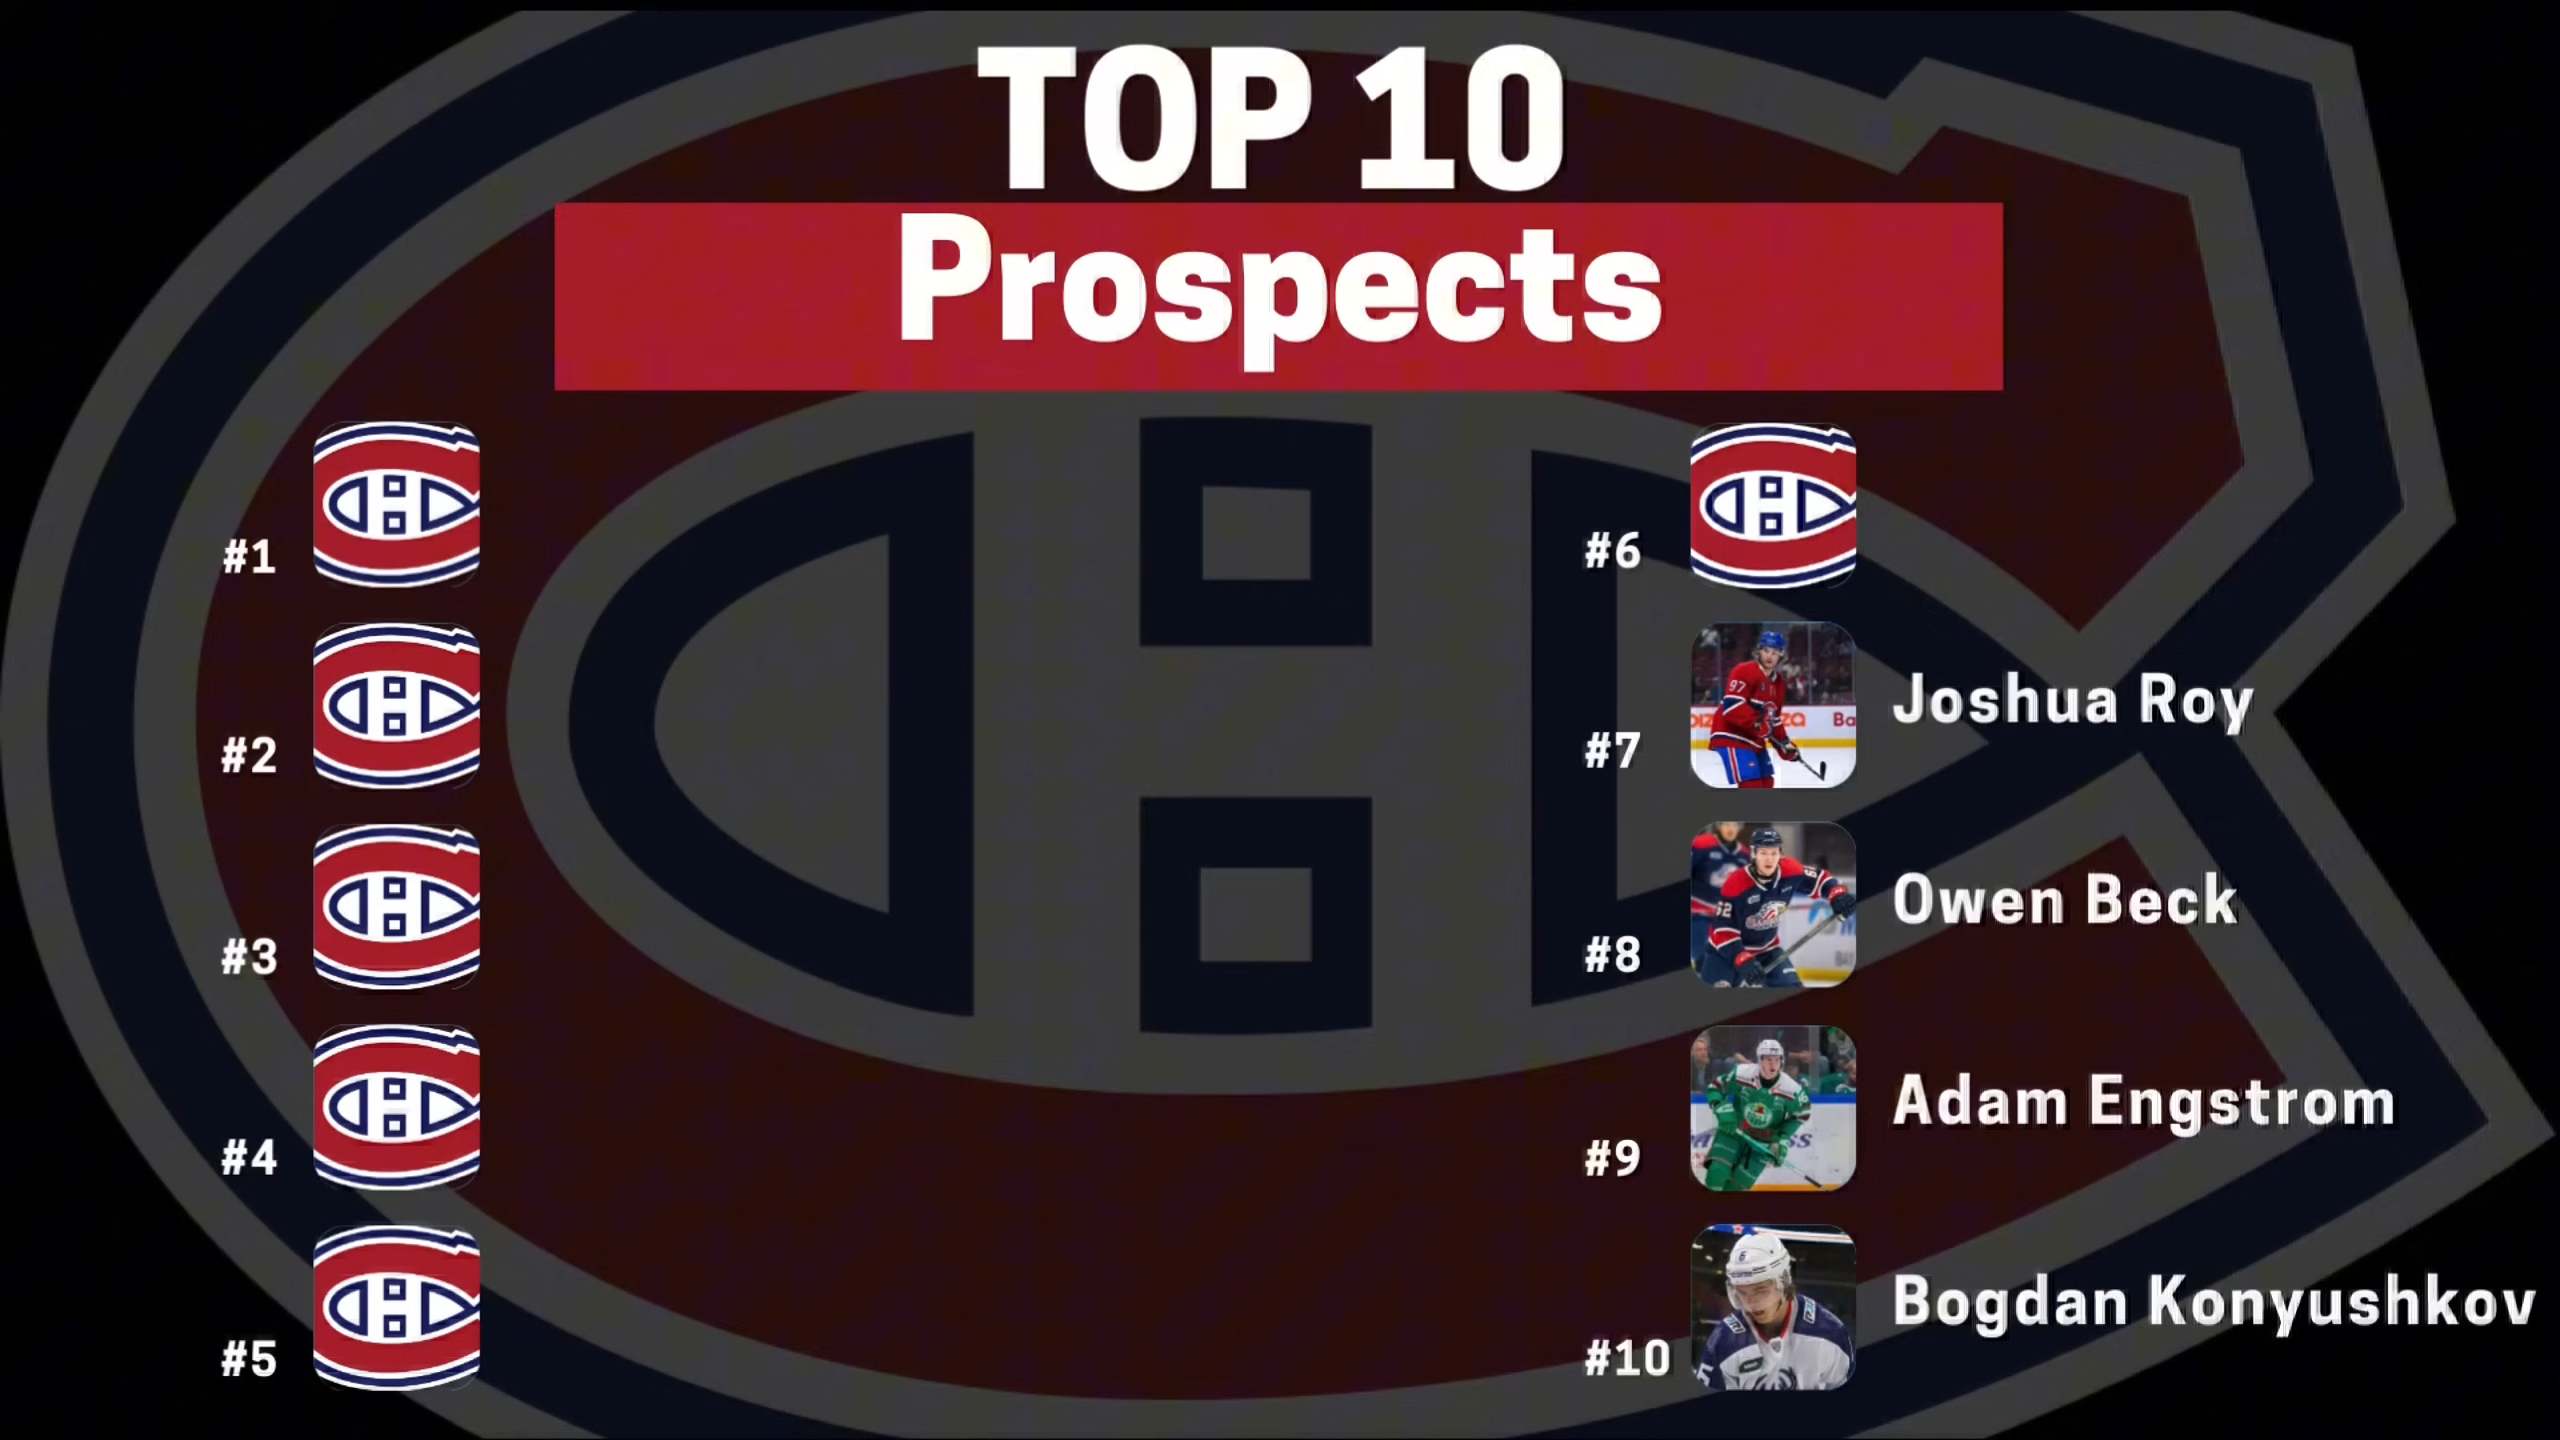 TOP 10
Prospects
#1
#2
#3
#4
#5
#6
#7
Joshua Roy
#8
Owen Beck
#9
Adam Engstrom
#10
Bogdan Konyushkov